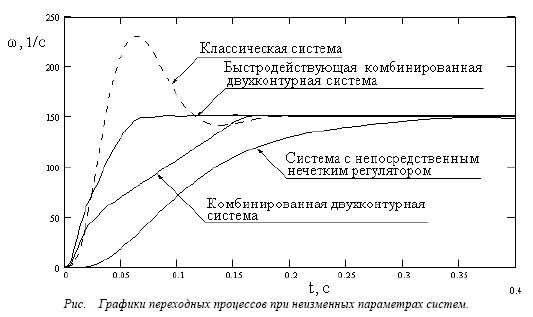 250
ω, 1/с
200
150
100
50
0
Классическая система
Быстродействующая комбинированная
двухконтурная система
Система с непосредственным
нечетким регулятором
Комбинированная двухконтурная
система
0 0.05 0.1 0.15 0.2 0.25 0.3 0.35 0.4
t, с
0.4
Рис. Графики переходных процессов при неизменных параметрах систем.